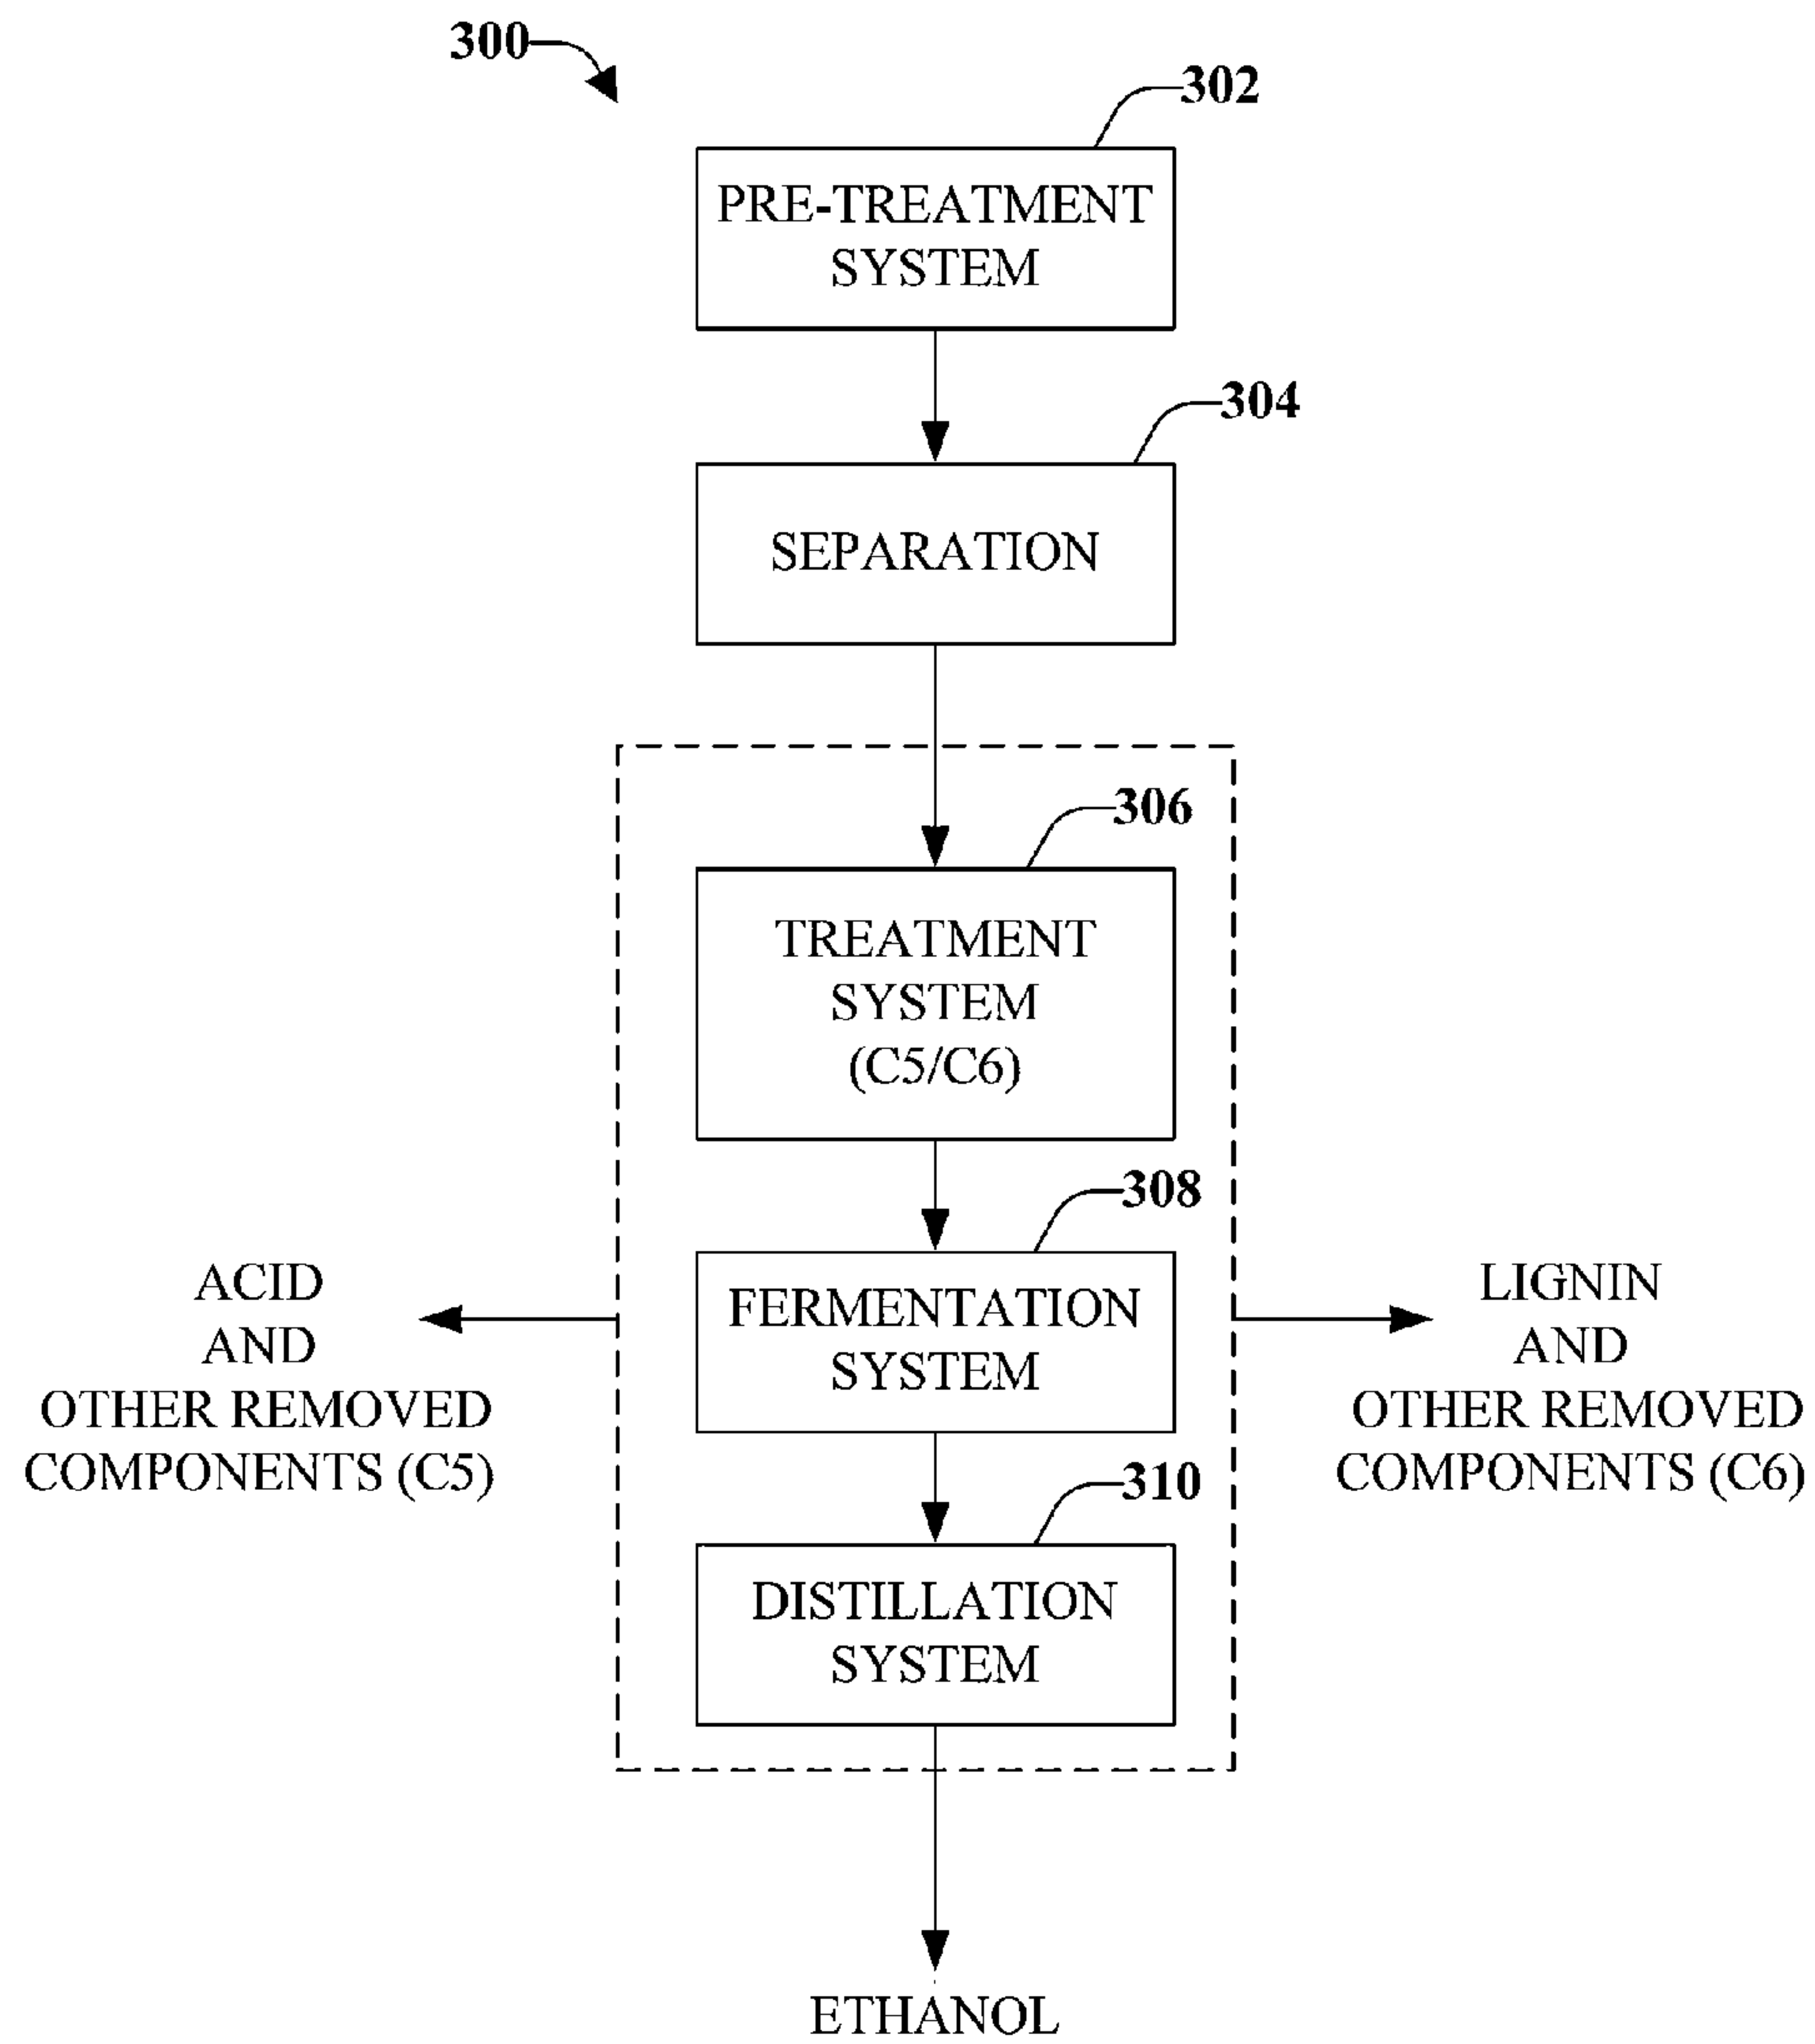 300
302
PRE-TREATMENT
SYSTEM
304
SEPARATION
306
TREATMENT
SYSTEM
(C5/C6)
308
FERMENTATION
SYSTEM
ACID
AND
OTHER REMOVED
COMPONENTS (C5)
LIGNIN
AND
OTHER REMOVED
COMPONENTS (C6)
310
DISTILLATION
SYSTEM
ETHANOL